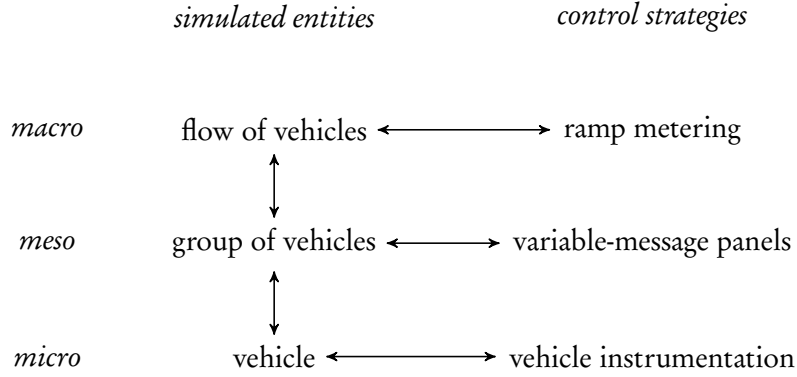 simulated entities control strategies
macro flow of vehicles ramp metering
meso group of vehicles variable-message panels
micro vehicle vehicle instrumentation